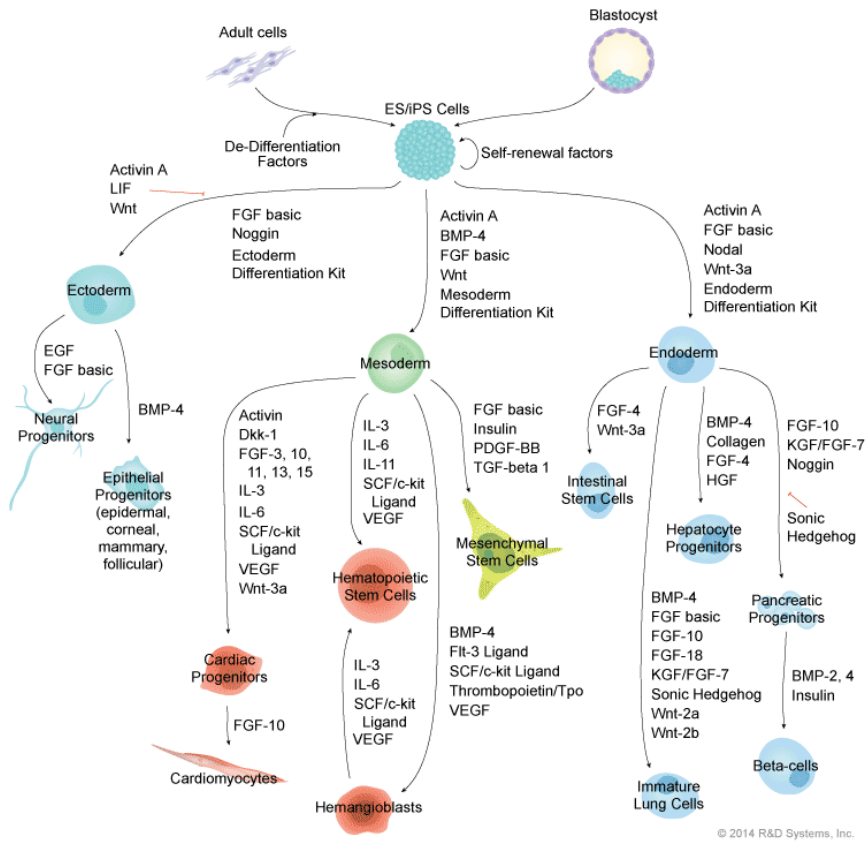 Adult cells
Blastocyst
ES/iPS Cells
De-Differentiation
Factors
Self-renewal factors
Activin A
LIF
Wnt
FGF basic
Noggin
Ectoderm
Differentiation Kit
Activin A
BMP-4
FGF basic
Wnt
Mesoderm
Differentiation Kit
Activin A
FGF basic
Nodal
Wnt-3a
Endoderm
Differentiation Kit
Ectoderm
Mesoderm
Endoderm
EGF
FGF basic
BMP-4
Neural
Progenitors
Epithelial
Progenitors
(epidermal,
corneal,
mammary,
follicular)
Activin
Dkk-1
FGF-3, 10,
11, 13, 15
IL-3
IL-6
SCF/c-kit
Ligand
VEGF
Wnt-3a
IL-3
IL-6
IL-11
SCF/c-kit
Ligand
VEGF
FGF basic
Insulin
PDGF-BB
TGF-beta 1
FGF-4
Wnt-3a
BMP-4
Collagen
FGF-4
HGF
FGF-10
KGF/FGF-7
Noggin
Sonic
Hedgehog
Intestinal
Stem Cells
Hepatocyte
Progenitors
Mesenchymal
Stem Cells
Hematopoietic
Stem Cells
Cardiac
Progenitors
FGF-10
Cardiomyocytes
IL-3
IL-6
SCF/c-kit
Ligand
VEGF
Hemangioblasts
BMP-4
Flt-3 Ligand
SCF/c-kit Ligand
Thrombopoietin/Tpo
VEGF
BMP-4
FGF basic
FGF-10
FGF-18
KGF/FGF-7
Sonic Hedgehog
Wnt-2a
Wnt-2b
Immature
Lung Cells
Pancreatic
Progenitors
BMP-2, 4
Insulin
Beta-cells
© 2014 R&D Systems, Inc.